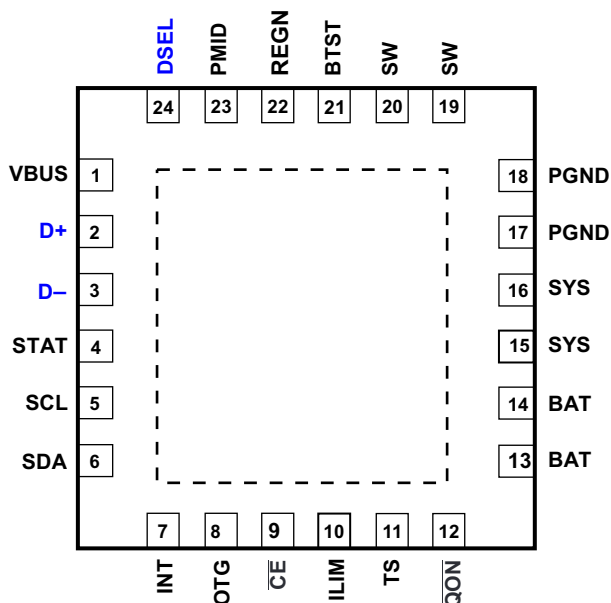 DSEL PMID REGN BTST SW SW
24 23 22 21 20 19
VBUS 1 18 PGND
D+ 2 17 PGND
D– 3 16 SYS
STAT 4 15 SYS
SCL 5 14 BAT
SDA 6 13 BAT
7 8 9 10 11 12
INT OTG CE ILIM TS QON